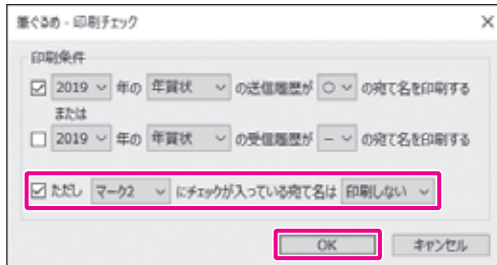 筆ぐるめ - 印刷チェック
印刷条件
2019 年の 年賀状 の送信履歴が ○ の宛て名を印刷する
または
2019 年の 年賀状 の受信履歴が － の宛て名を印刷する
ただし マーク2 にチェックが入っている宛て名は 印刷しない
OK キャンセル